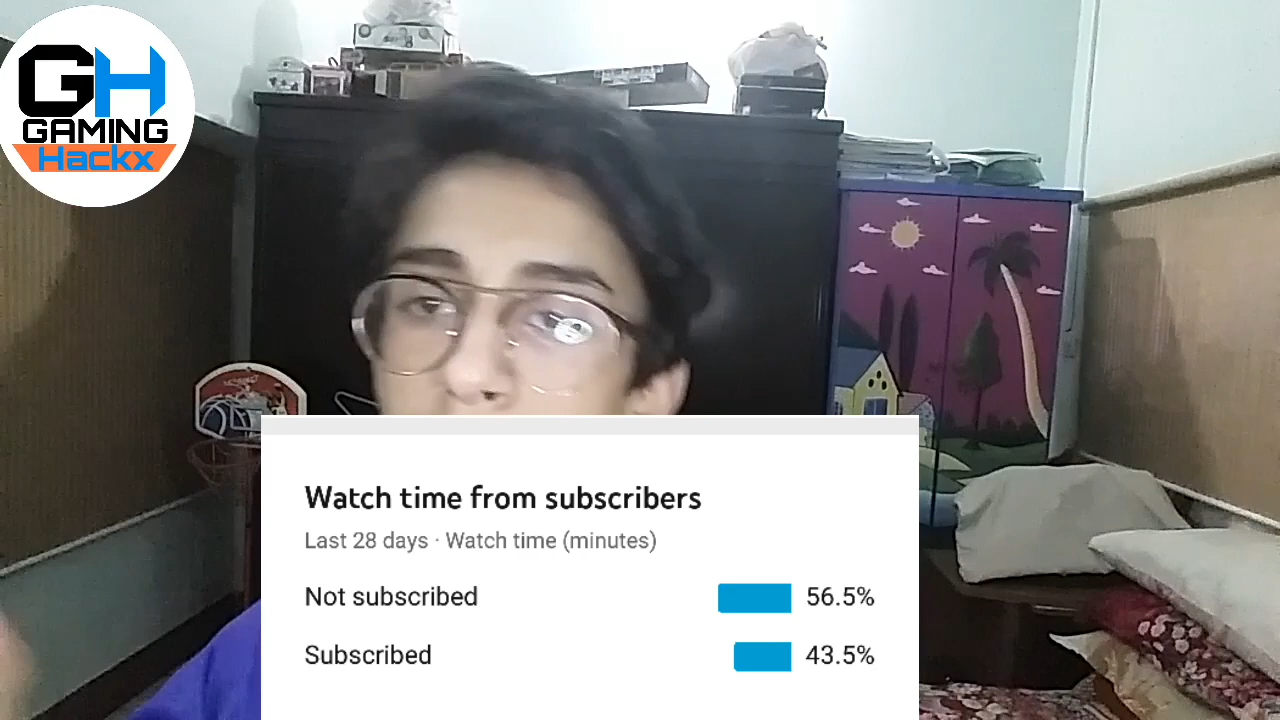 GH
GAMING
Hackx
Watch time from subscribers
Last 28 days · Watch time (minutes)
Not subscribed 56.5%
Subscribed 43.5%